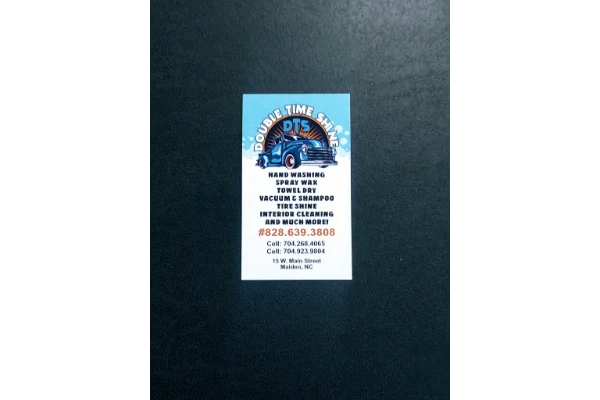 DOUBLE TIME SHINE
DTS
HAND WASHING
SPRAY WAX
TOWEL DRY
VACUUM & SHAMPOO
TIRE SHINE
INTERIOR CLEANING
AND MUCH MORE!
#828.639.3808
Cell: 704.268.4065
Cell: 704.923.9804
15 W. Main Street
Maiden, NC